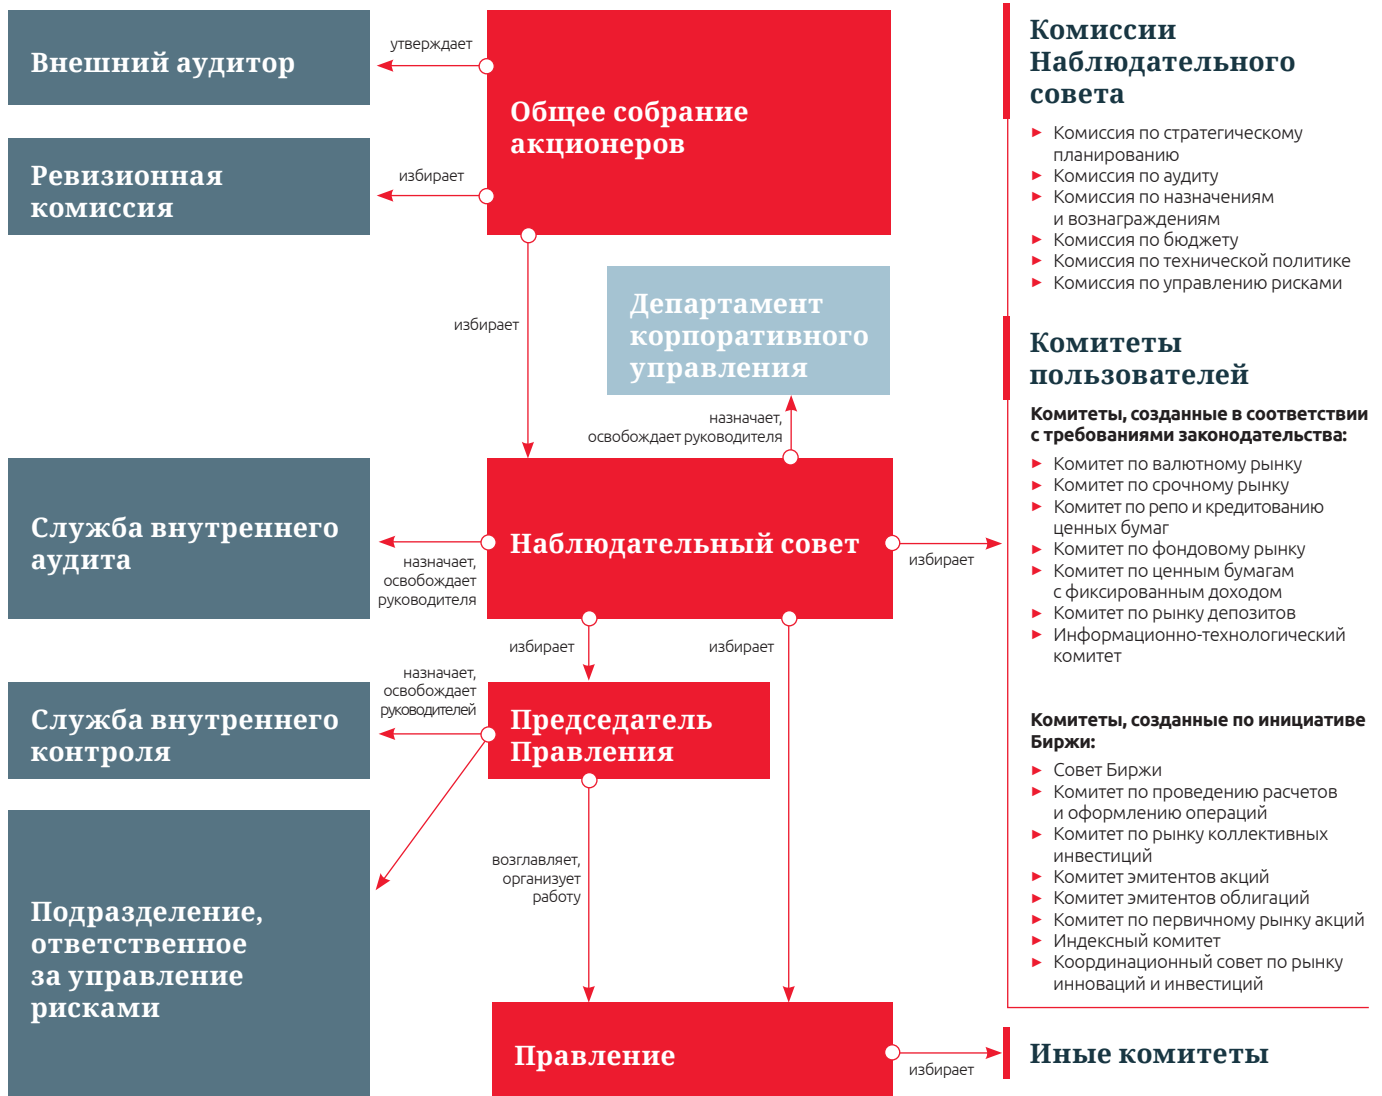 Внешний аудитор
утверждает
Общее собрание
акционеров
Ревизионная
комиссия
избирает
избирает
Департамент
корпоративного
управления
назначает,
освобождает руководителя
Служба внутреннего
аудита
назначает,
освобождает
руководителя
Наблюдательный совет
избирает
избирает
избирает
Служба внутреннего
контроля
назначает,
освобождает
руководителей
Председатель
Правления
Подразделение,
ответственное
за управление
рисками
возглавляет,
организует
работу
Правление
избирает
Комиссии
Наблюдательного
совета
► Комиссия по стратегическому
планированию
► Комиссия по аудиту
► Комиссия по назначениям
и вознаграждениям
► Комиссия по бюджету
► Комиссия по технической политике
► Комиссия по управлению рисками
Комитеты
пользователей
Комитеты, созданные в соответствии
с требованиями законодательства:
► Комитет по валютному рынку
► Комитет по срочному рынку
► Комитет по репо и кредитованию
ценных бумаг
► Комитет по фондовому рынку
► Комитет по ценным бумагам
с фиксированным доходом
► Комитет по рынку депозитов
► Информационно-технологический
комитет
Комитеты, созданные по инициативе
Биржи:
► Совет Биржи
► Комитет по проведению расчетов
и оформлению операций
► Комитет по рынку коллективных
инвестиций
► Комитет эмитентов акций
► Комитет эмитентов облигаций
► Комитет по первичному рынку акций
► Индексный комитет
► Координационный совет по рынку
инноваций и инвестиций
Иные комитеты